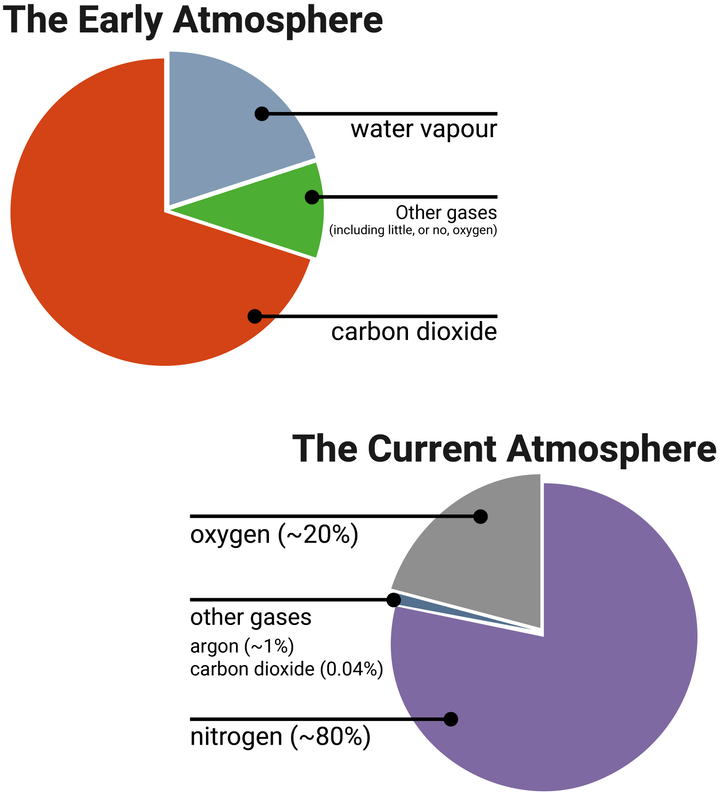 The Early Atmosphere
water vapour
Other gases
(including little, or no, oxygen)
carbon dioxide
The Current Atmosphere
oxygen (~20%)
other gases
argon (~1%)
carbon dioxide (0.04%)
nitrogen (~80%)